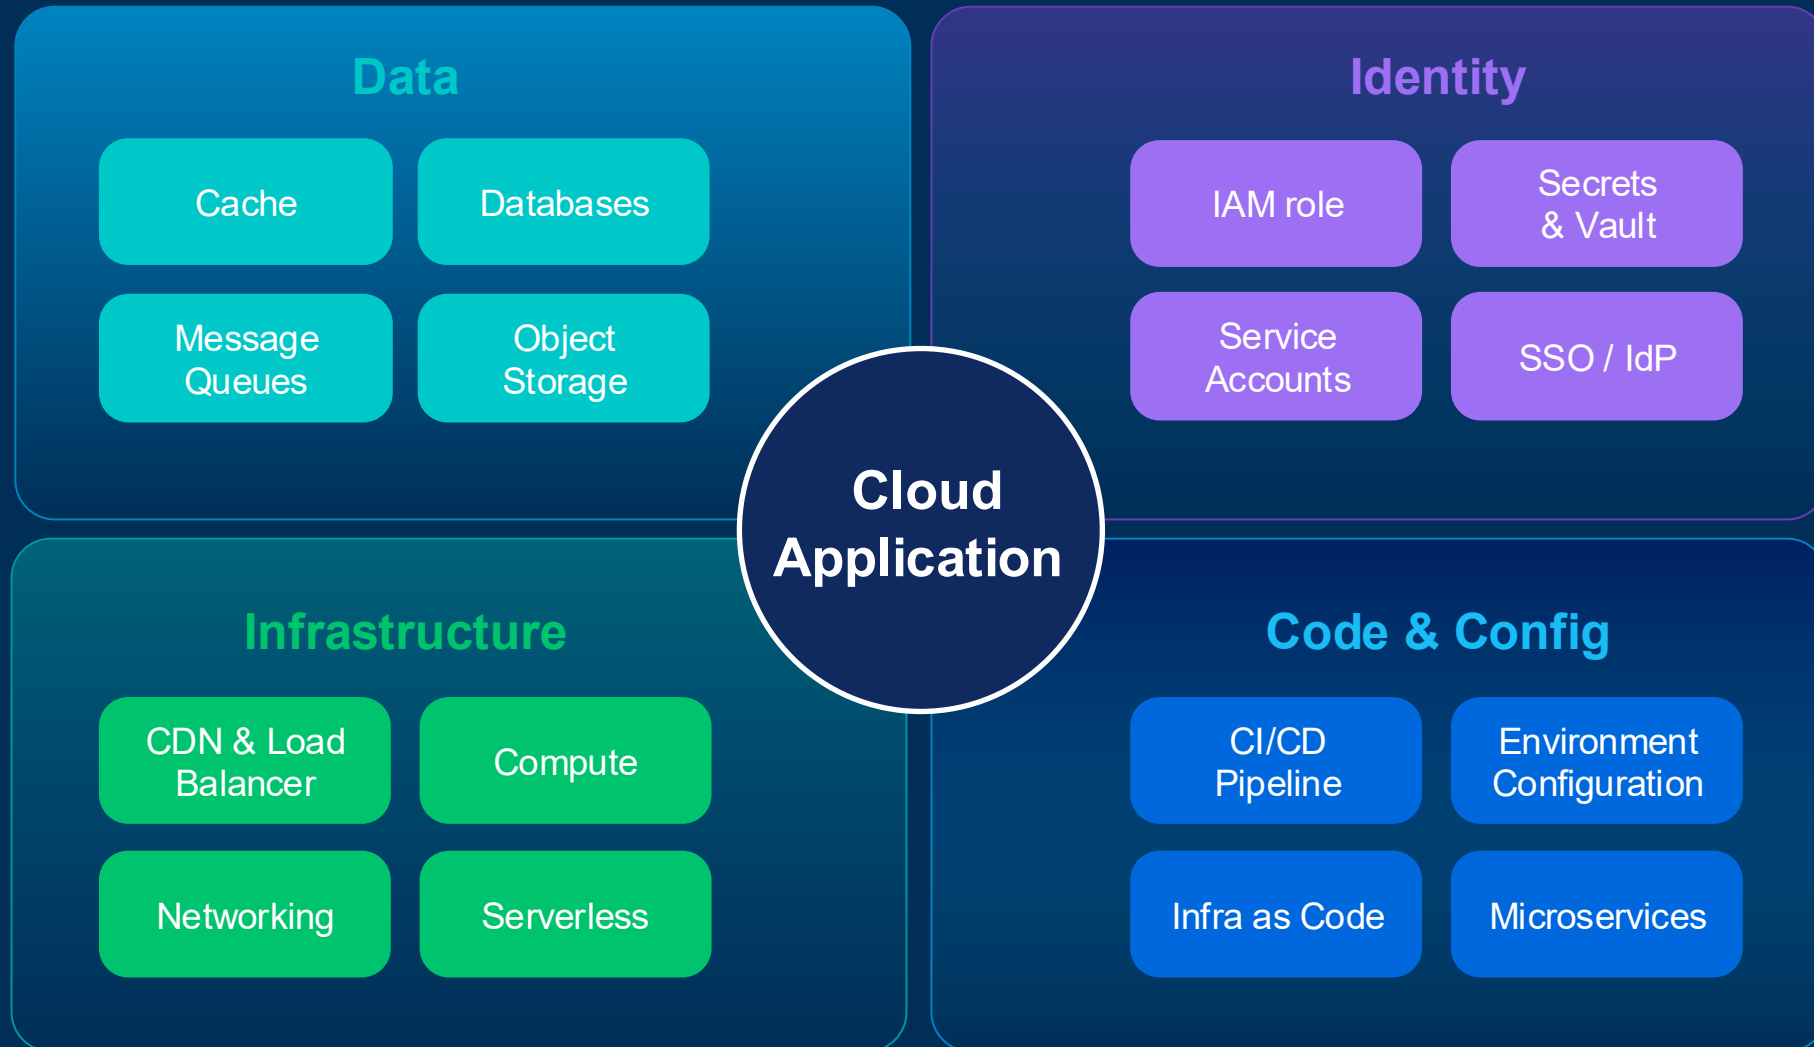 Data
Cache
Databases
Message
Queues
Object
Storage
Identity
IAM role
Secrets
& Vault
Service
Accounts
SSO / IdP
Cloud
Application
Infrastructure
CDN & Load
Balancer
Compute
Networking
Serverless
Code & Config
CI/CD
Pipeline
Environment
Configuration
Infra as Code
Microservices